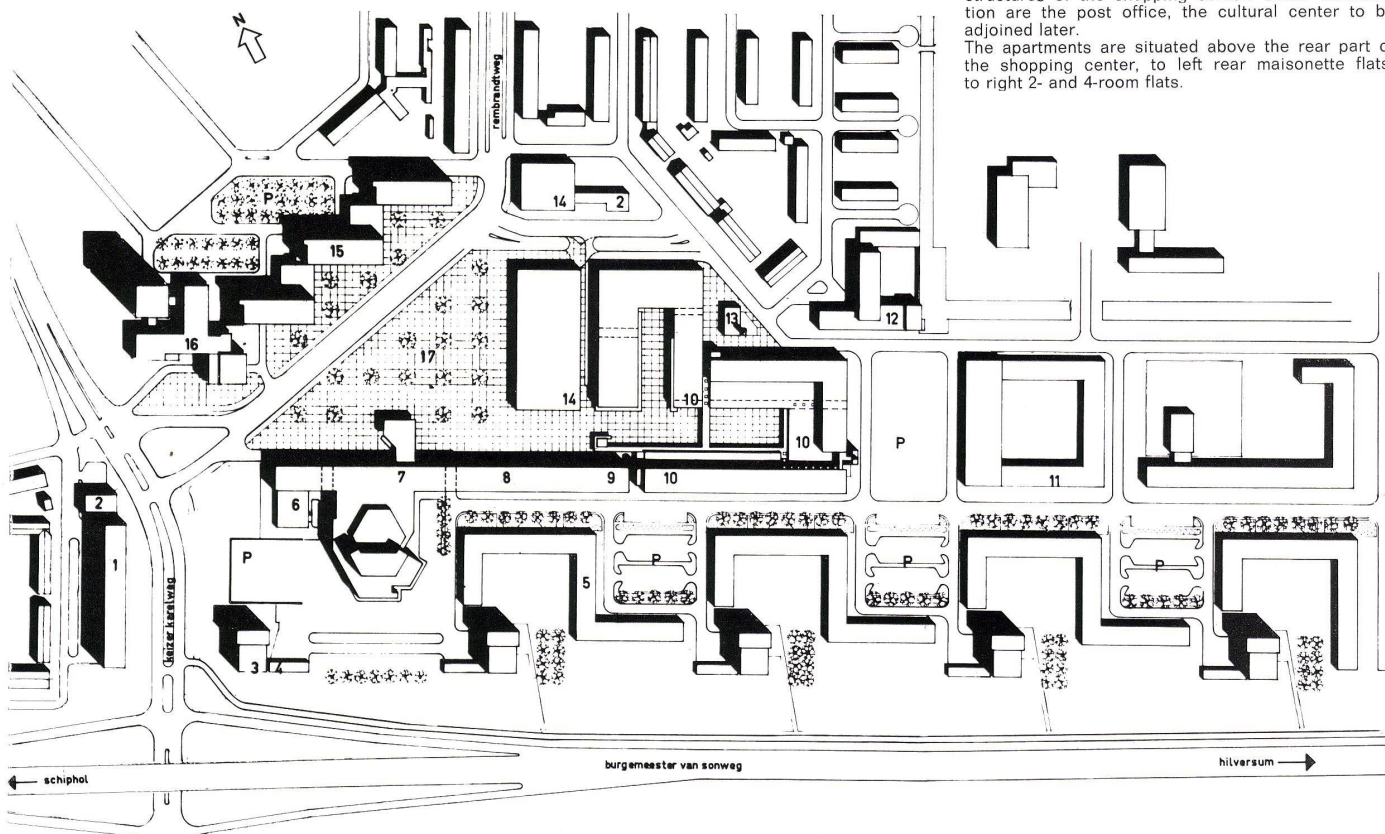 tion are the post office, the cultural center to b
adjoined later.
The apartments are situated above the rear part o
the shopping center, to left rear maisonette flats
to right 2- and 4-room flats.
N
rembrandtweg
P
14
2
15
13
12
16
17
14
10
10
P
7
8
9
10
11
6
2
1
P
5
P
P
P
keizer karelweg
3
4
schiphol
burgemeester van sonweg
hilversum